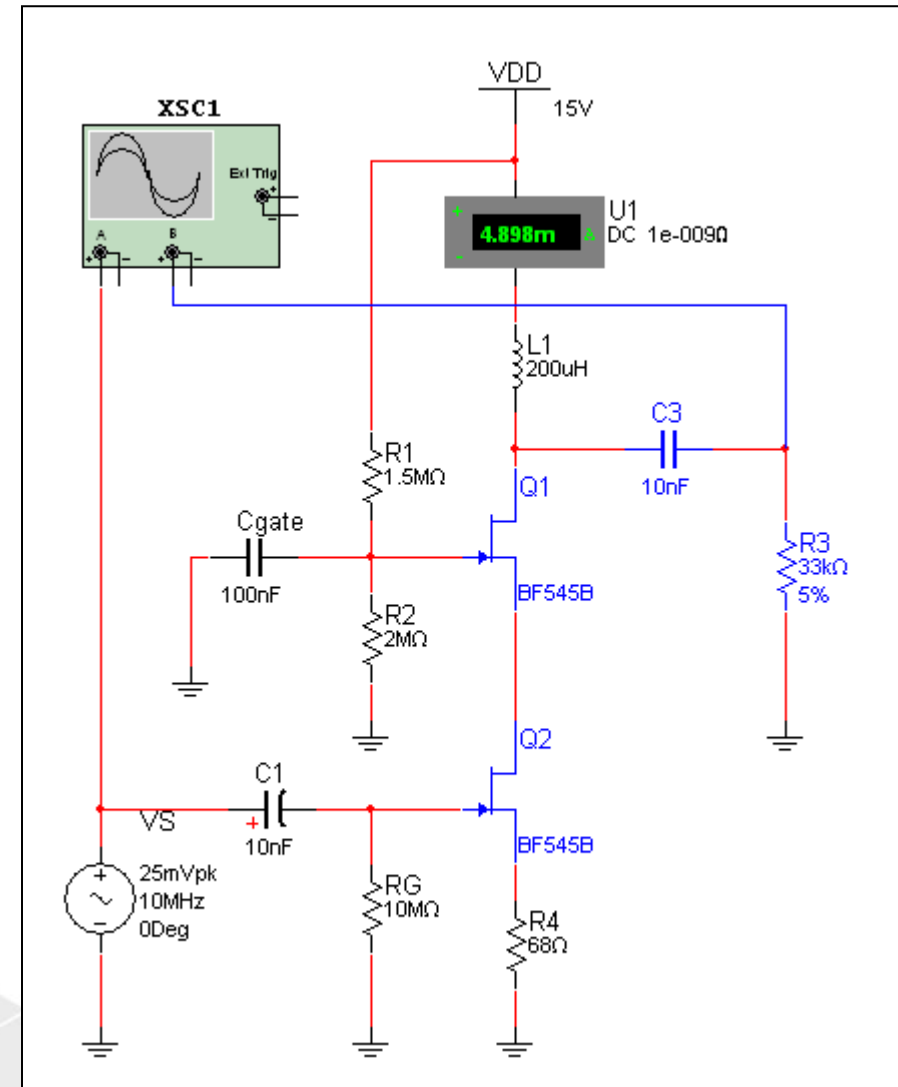 VDD
15V
XSC1
Ext Trig
+
-
A
B
+
-
+
-
+
4.898m
A
-
U1
DC 1e-009Ω
L1
200uH
C3
10nF
R1
1.5MΩ
Q1
Cgate
100nF
BF545B
R3
33kΩ
5%
R2
2MΩ
Q2
C1
VS
+
10nF
BF545B
+
-
25mVpk
10MHz
0Deg
RG
10MΩ
R4
68Ω